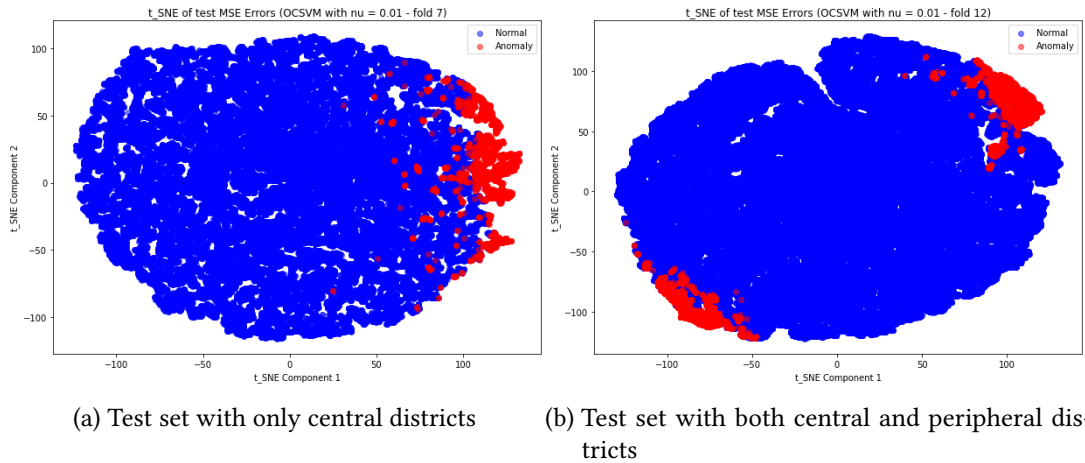 t_SNE of test MSE Errors (OCSVM with nu = 0.01 - fold 7)
Normal
Anomaly
100
50
0
−50
−100
t_SNE Component 2
−100
−50
0
50
100
t_SNE Component 1
(a) Test set with only central districts
t_SNE of test MSE Errors (OCSVM with nu = 0.01 - fold 12)
Normal
Anomaly
100
50
0
−50
−100
t_SNE Component 2
−100
−50
0
50
100
t_SNE Component 1
(b) Test set with both central and peripheral dis-
tricts